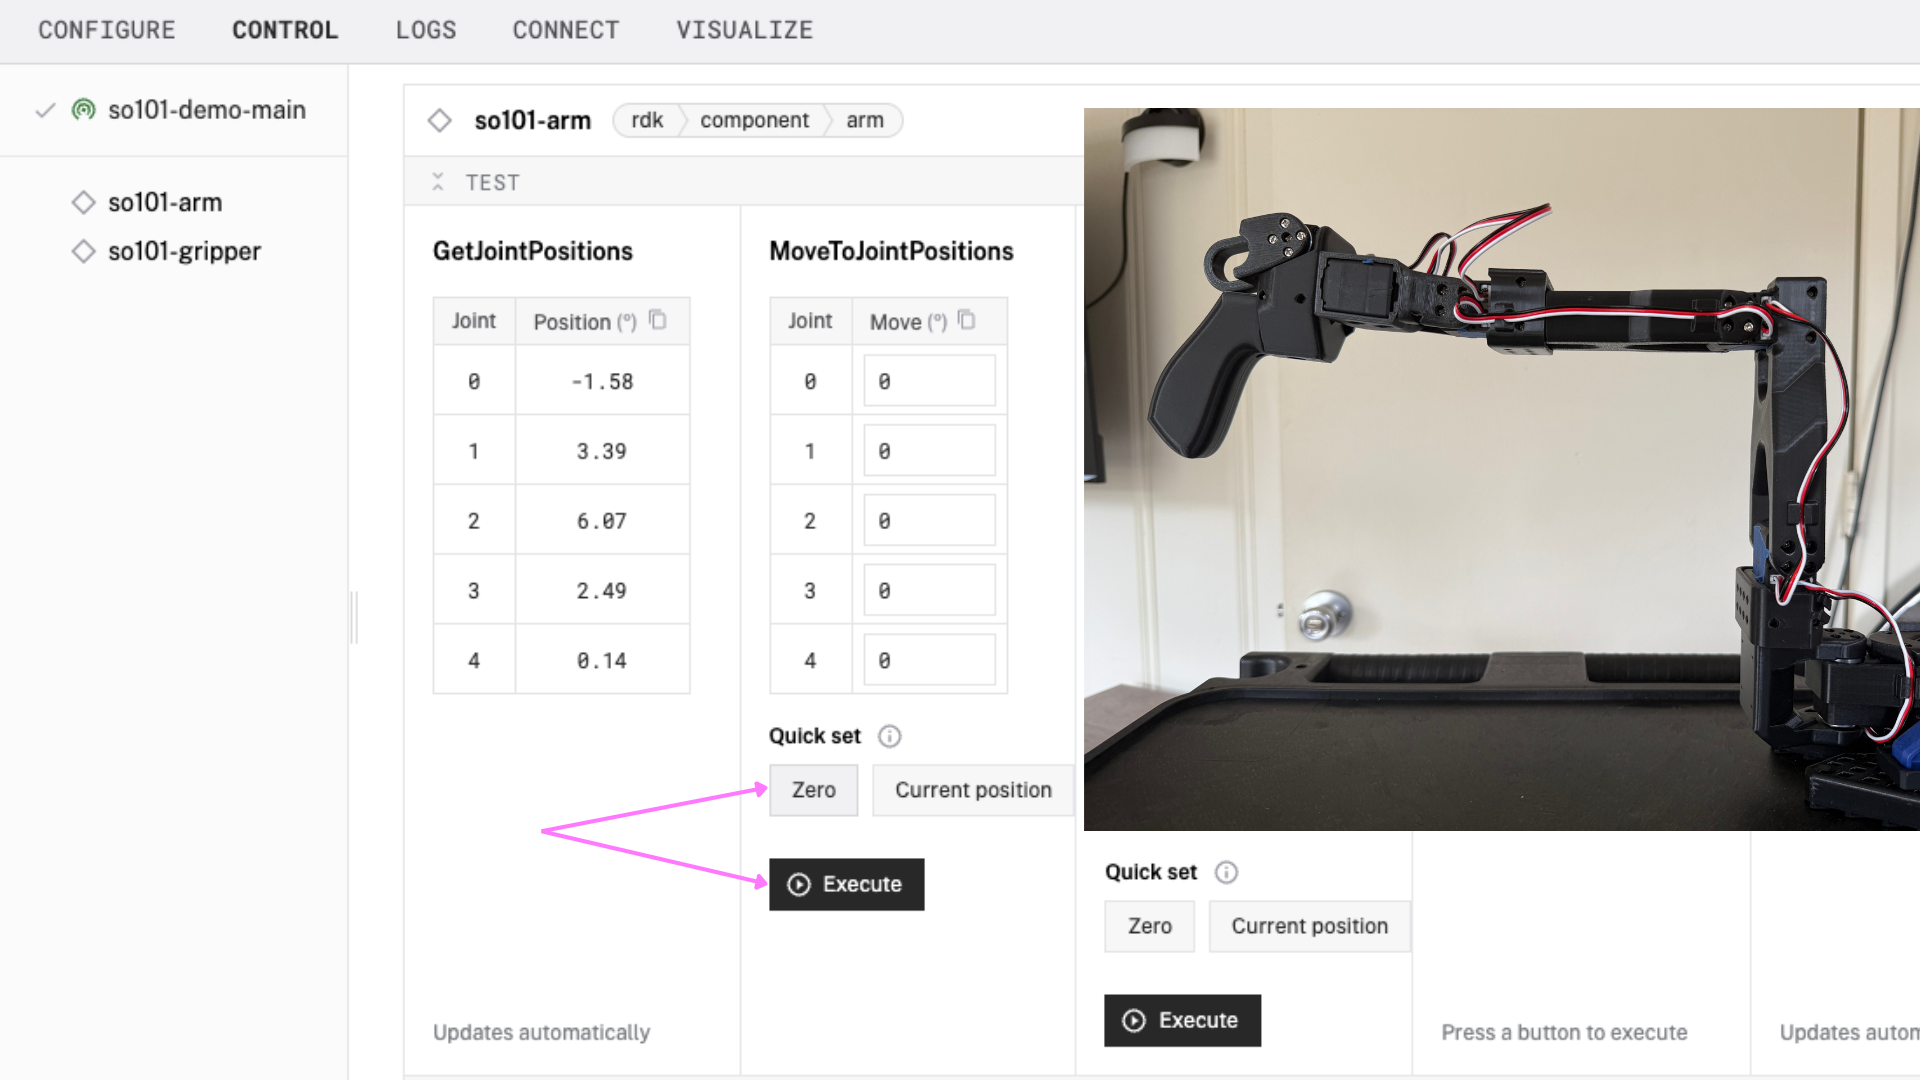 CONFIGURE CONTROL LOGS CONNECT VISUALIZE
so101-demo-main
so101-arm
so101-gripper
so101-arm rdk component arm
TEST
GetJointPositions
Joint Position (°)
0 -1.58
1 3.39
2 6.07
3 2.49
4 0.14
Updates automatically
MoveToJointPositions
Joint Move (°)
0 0
1 0
2 0
3 0
4 0
Quick set
Zero Current position
Execute
Quick set
Zero Current position
Execute
Press a button to execute
Updates autom